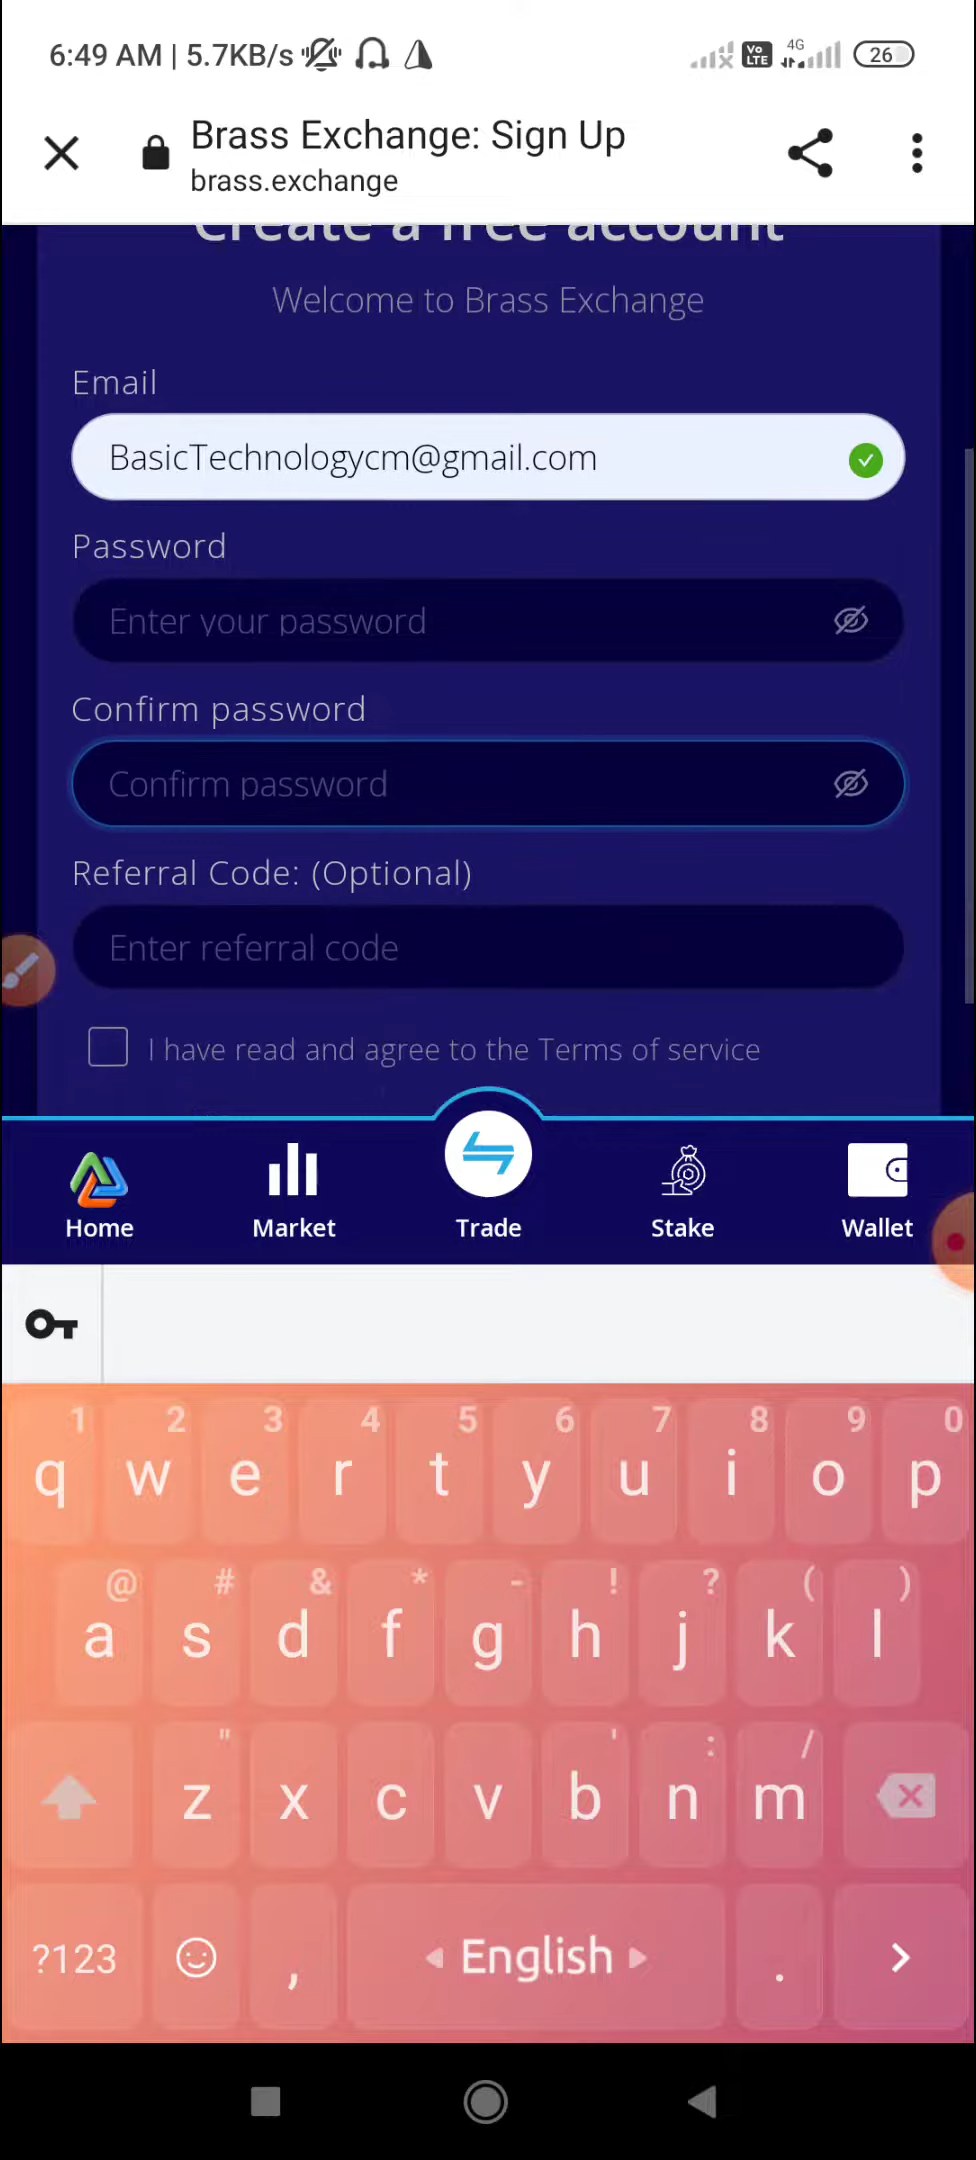 6:49 AM | 5.7KB/s Vo LTE 4G 26
Brass Exchange: Sign Up
brass.exchange
Create a free account
Welcome to Brass Exchange
Email
BasicTechnologycm@gmail.com
Password
Enter your password
Confirm password
Confirm password
Referral Code: (Optional)
Enter referral code
I have read and agree to the Terms of service
Home Market Trade Stake Wallet
1 2 3 4 5 6 7 8 9 0
q w e r t y u i o p
@ # & * - ! ? ( )
a s d f g h j k l
" ' : /
z x c v b n m
?123 , English .